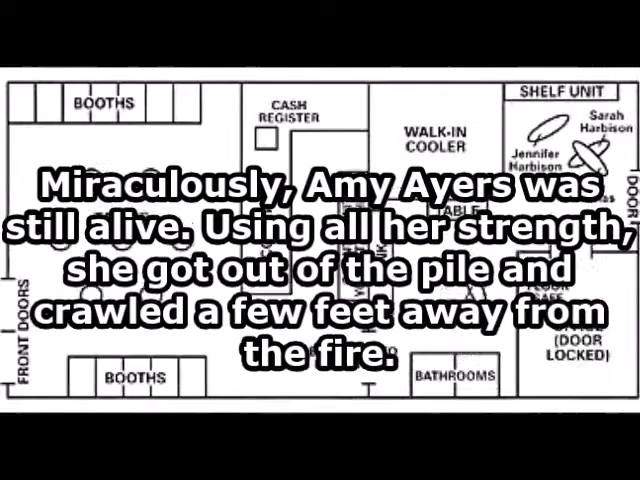 BOOTHS
CASH
REGISTER
WALK-IN
COOLER
SHELF UNIT
Sarah
Harbison
Jennifer
Harbison
Miraculously, Amy Ayers was
still alive. Using all her strength,
she got out of the pile and
crawled a few feet away from
the fire.
TABLE
DOOR
FRONT DOORS
(DOOR
LOCKED)
BOOTHS
BATHROOMS